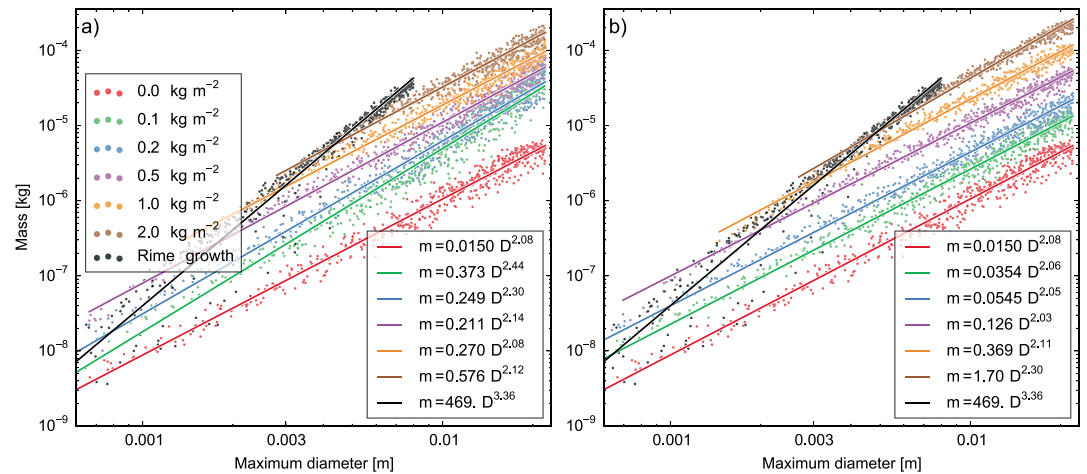 a)
0.0 kg m⁻²
0.1 kg m⁻²
0.2 kg m⁻²
0.5 kg m⁻²
1.0 kg m⁻²
2.0 kg m⁻²
Rime growth
m=0.0150 D^2.08
m=0.373 D^2.44
m=0.249 D^2.30
m=0.211 D^2.14
m=0.270 D^2.08
m=0.576 D^2.12
m=469. D^3.36
10⁻⁴
10⁻⁵
10⁻⁶
10⁻⁷
10⁻⁸
10⁻⁹
Mass [kg]
0.001 0.003 0.01
Maximum diameter [m]
b)
m=0.0150 D^2.08
m=0.0354 D^2.06
m=0.0545 D^2.05
m=0.126 D^2.03
m=0.369 D^2.11
m=1.70 D^2.30
m=469. D^3.36
10⁻⁴
10⁻⁵
10⁻⁶
10⁻⁷
10⁻⁸
10⁻⁹
0.001 0.003 0.01
Maximum diameter [m]